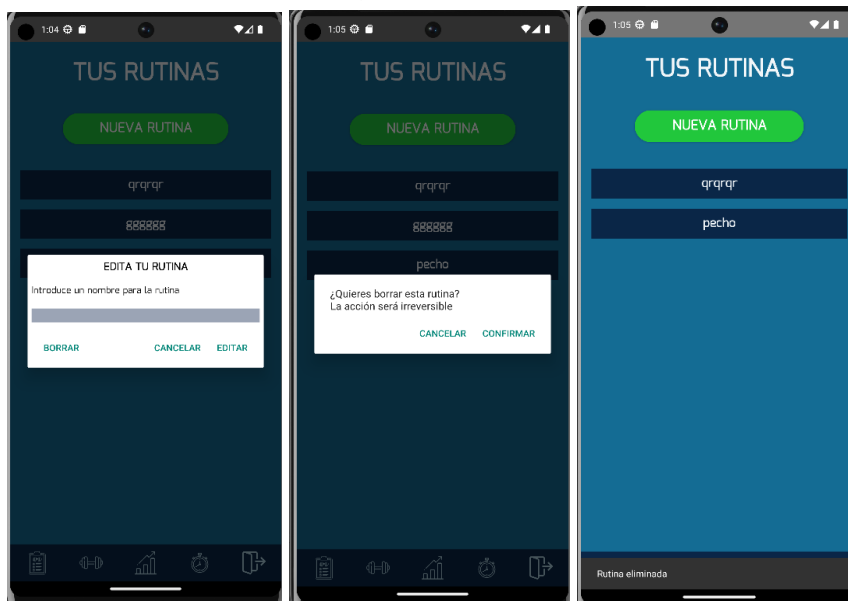 1:04
TUS RUTINAS
NUEVA RUTINA
qrqrqr
gggggg
EDITA TU RUTINA
Introduce un nombre para la rutina
BORRAR CANCELAR EDITAR
1:05
TUS RUTINAS
NUEVA RUTINA
qrqrqr
gggggg
pecho
¿Quieres borrar esta rutina?
La acción será irreversible
CANCELAR CONFIRMAR
1:05
TUS RUTINAS
NUEVA RUTINA
qrqrqr
pecho
Rutina eliminada